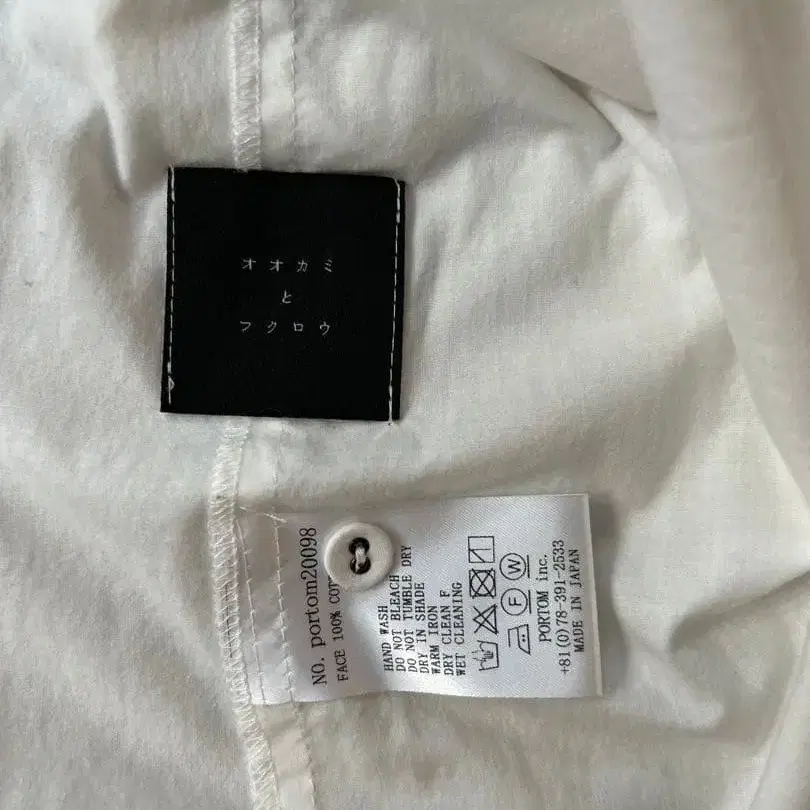 オオカミ
と
フクロウ
NO. portom20098
FACE 100%
HAND WASH
DO NOT BLEACH
DO NOT TUMBLE DRY
DRY IN SHADE
WARM IRON
DRY CLEAN F
WET CLEANING
F W
PORTOM inc.
+81(0)78-391-2533
MADE IN JAPAN